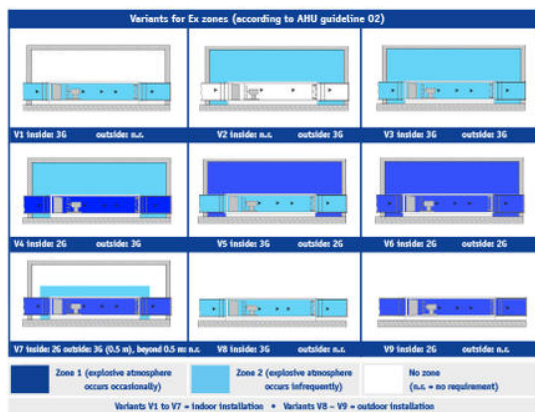 Variants for Ex zones (according to AHU guideline 02)
V1 inside: 3G outside: n.r.
V2 inside: n.r. outside: 3G
V3 inside: 3G outside: 3G
V4 inside: 2G outside: 3G
V5 inside: 3G outside: 2G
V6 inside: 2G outside: 2G
V7 inside: 2G outside: 3G (0.5 m), beyond 0.5 m: n.r.
V8 inside: 3G outside: n.r.
V9 inside: 2G outside: n.r.
Zone 1 (explosive atmosphere
occurs occasionally)
Zone 2 (explosive atmosphere
occurs infrequently)
No zone
(n.r. = no requirement)
Variants V1 to V7 = indoor installation • Variants V8 – V9 = outdoor installation